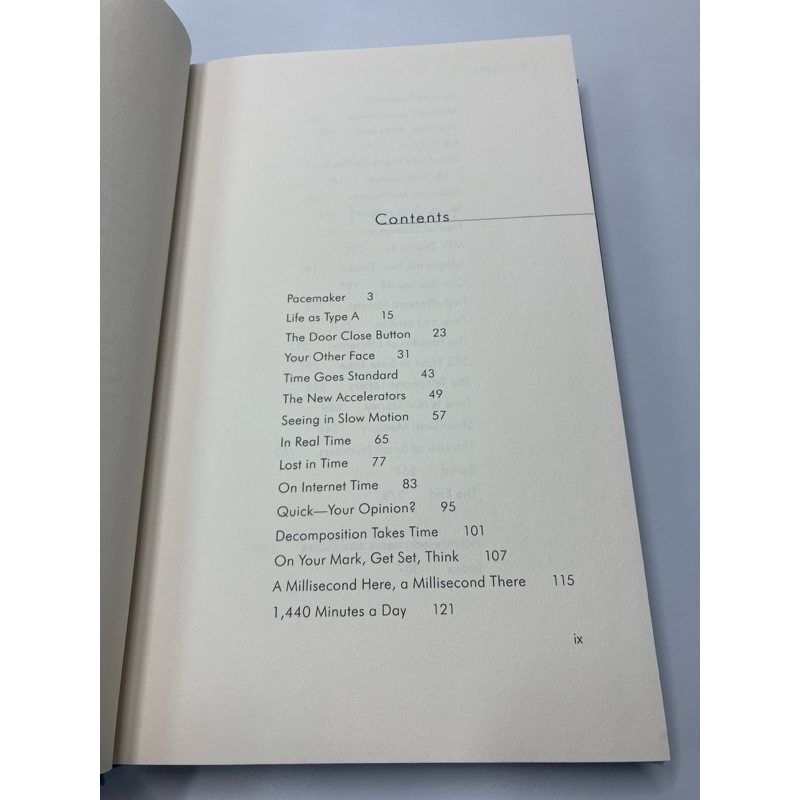 Contents
Pacemaker 3
Life as Type A 15
The Door Close Button 23
Your Other Face 31
Time Goes Standard 43
The New Accelerators 49
Seeing in Slow Motion 57
In Real Time 65
Lost in Time 77
On Internet Time 83
Quick—Your Opinion? 95
Decomposition Takes Time 101
On Your Mark, Get Set, Think 107
A Millisecond Here, a Millisecond There 115
1,440 Minutes a Day 121
ix